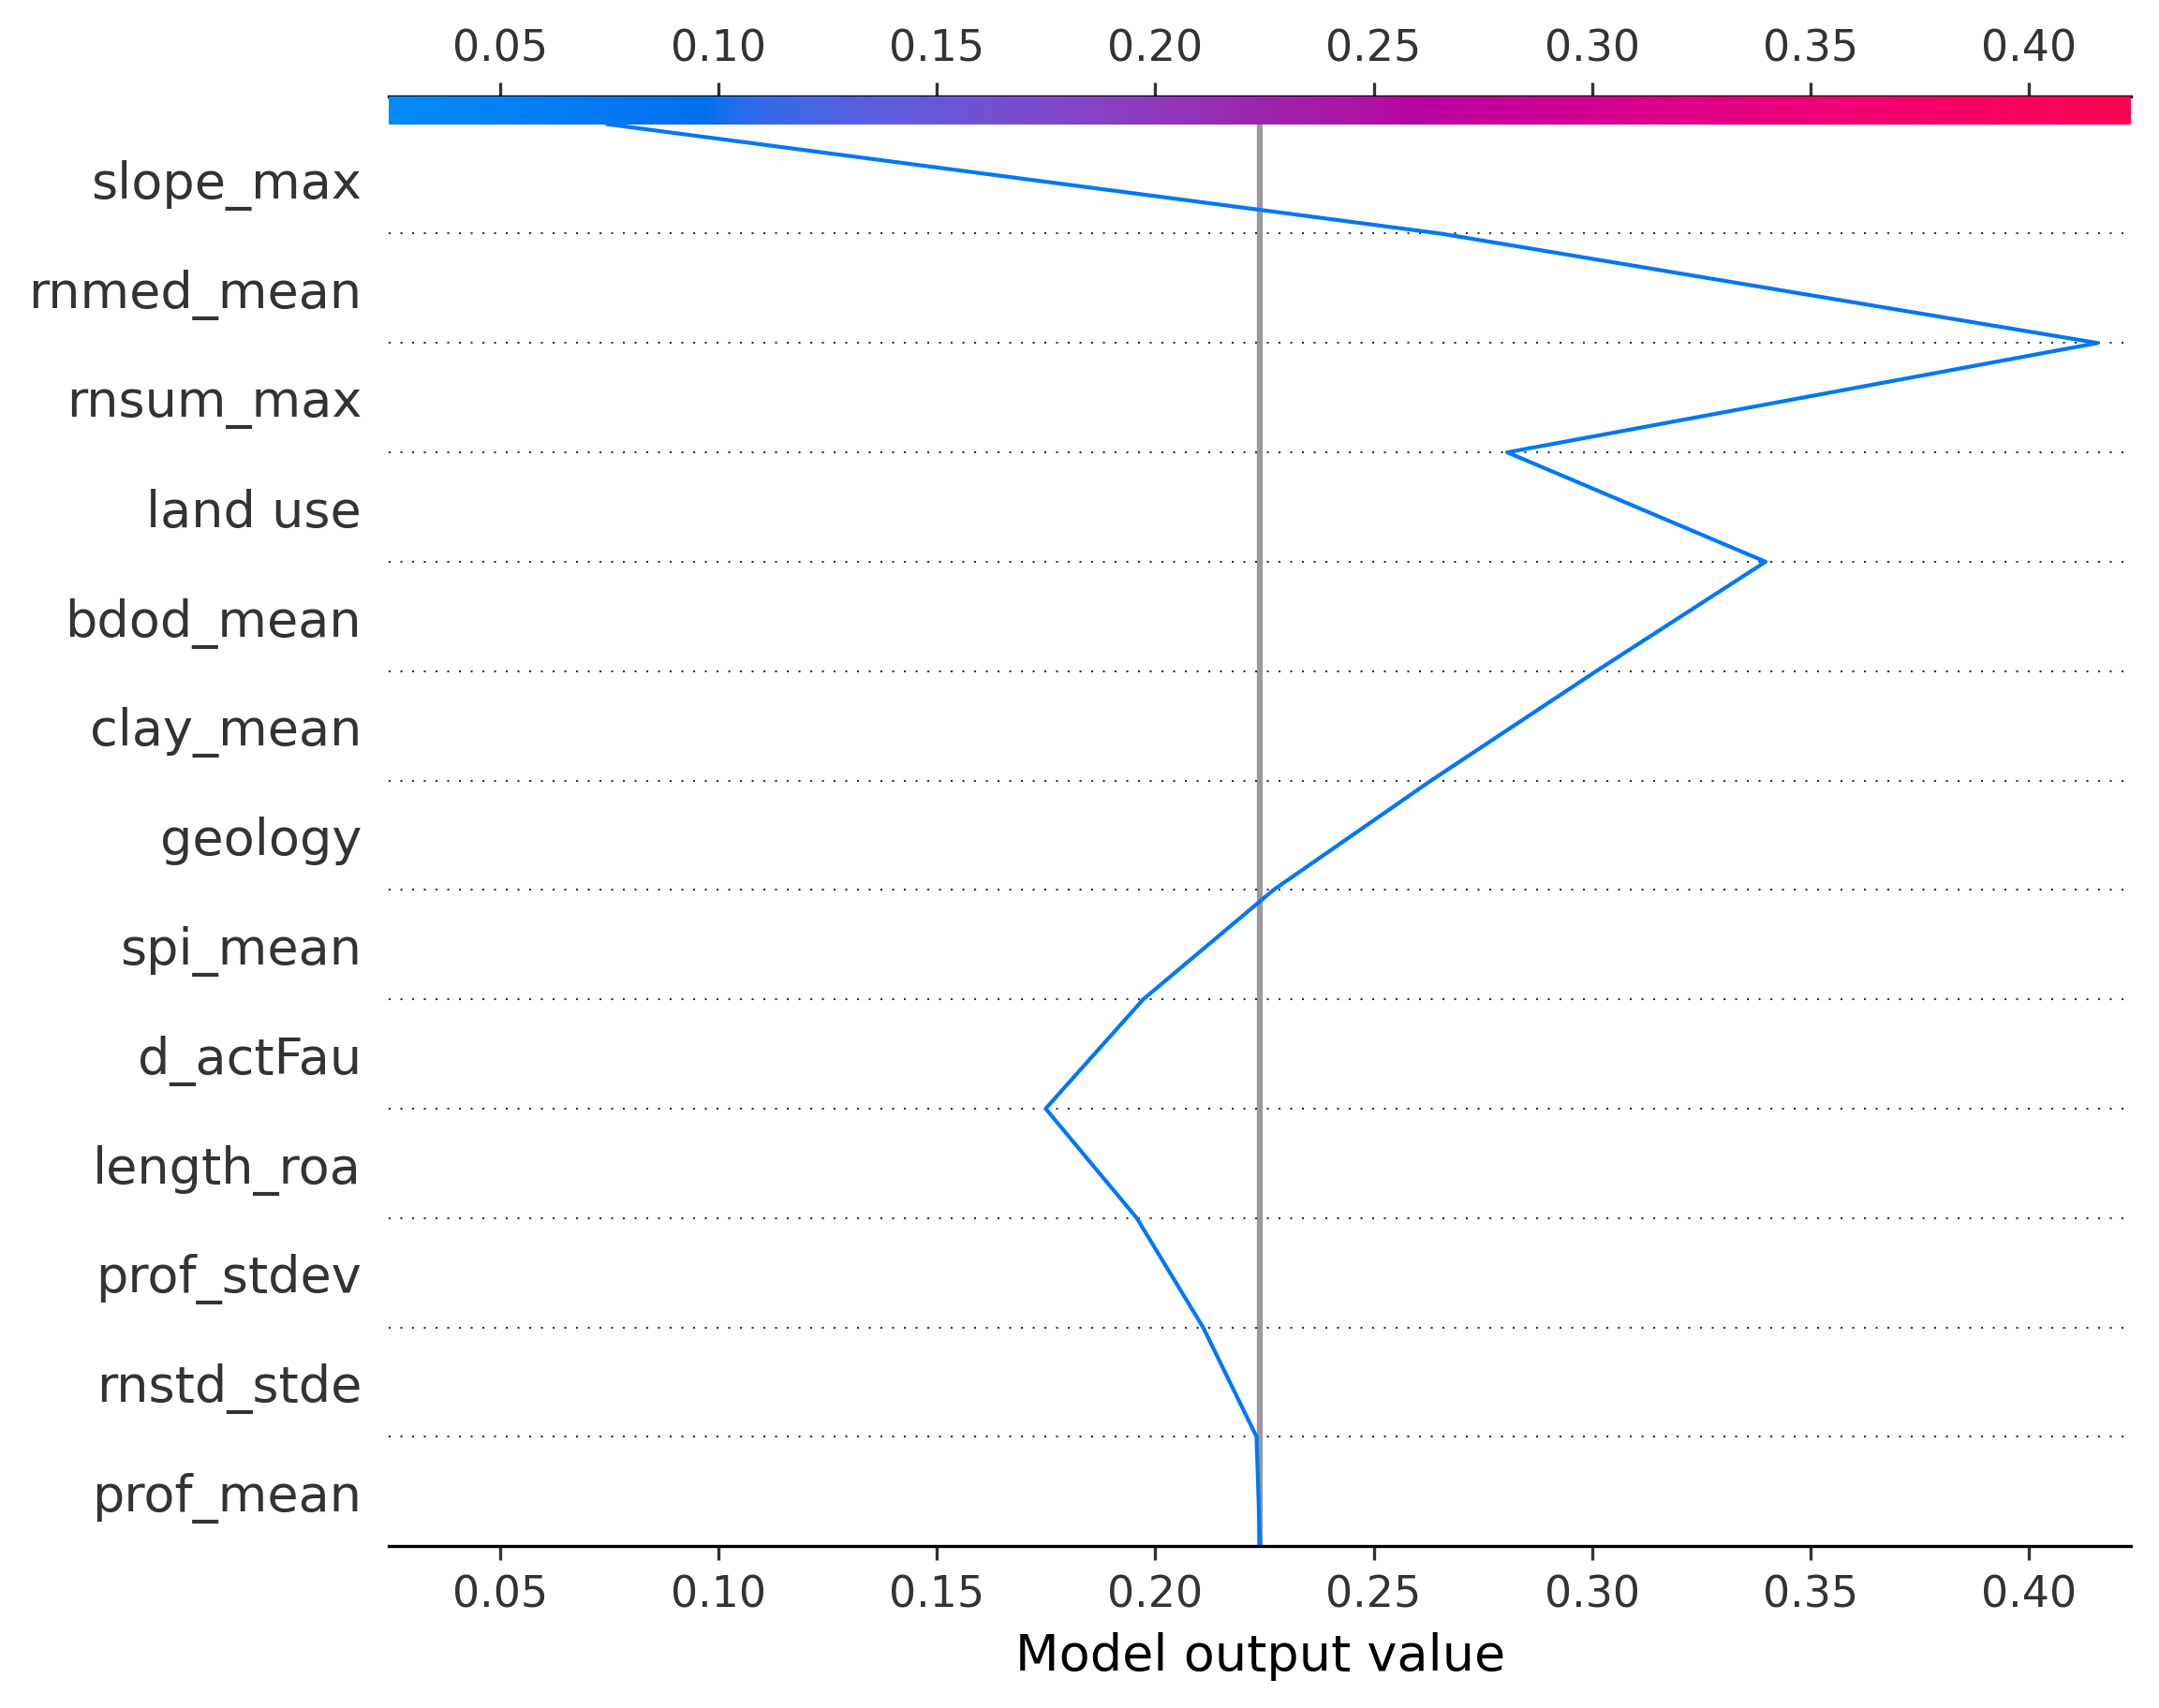 0.05 0.10 0.15 0.20 0.25 0.30 0.35 0.40
slope_max
rnmed_mean
rnsum_max
land use
bdod_mean
clay_mean
geology
spi_mean
d_actFau
length_roa
prof_stdev
rnstd_stde
prof_mean
0.05 0.10 0.15 0.20 0.25 0.30 0.35 0.40
Model output value